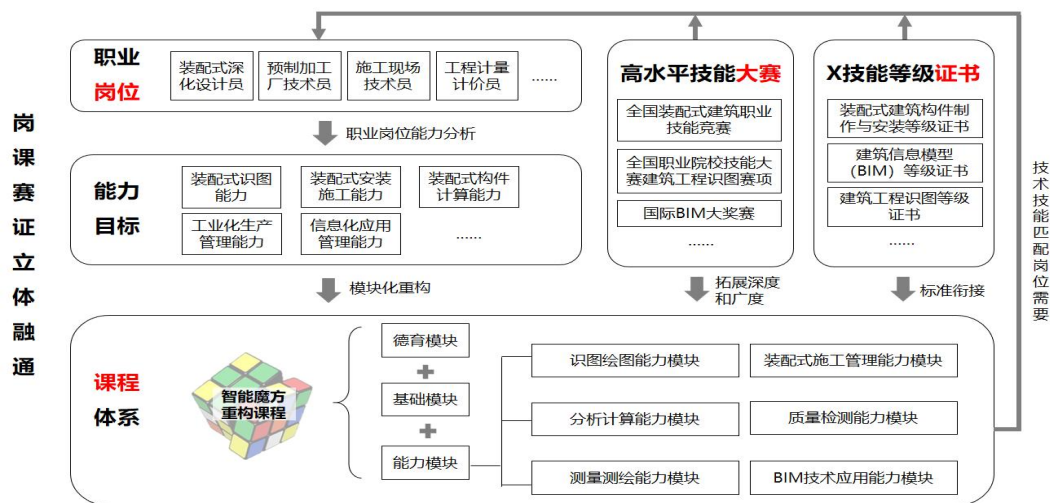 岗课赛证立体融通
职业
岗位
装配式深
化设计员
预制加工
厂技术员
施工现场
技术员
工程计量
计价员
……
职业岗位能力分析
能力
目标
装配式识图
能力
装配式安装
施工能力
装配式构件
计算能力
工业化生产
管理能力
信息化应用
管理能力
……
模块化重构
高水平技能大赛
全国装配式建筑职业
技能竞赛
全国职业院校技能大
赛建筑工程识图赛项
国际BIM大奖赛
……
拓展深度
和广度
X技能等级证书
装配式建筑构件制
作与安装等级证书
建筑信息模型
（BIM）等级证书
建筑工程识图等级
证书
……
标准衔接
技术技能匹配岗位需要
课程
体系
智能魔方
重构课程
德育模块
+
基础模块
+
能力模块
识图绘图能力模块
装配式施工管理能力模块
分析计算能力模块
质量检测能力模块
测量测绘能力模块
BIM技术应用能力模块